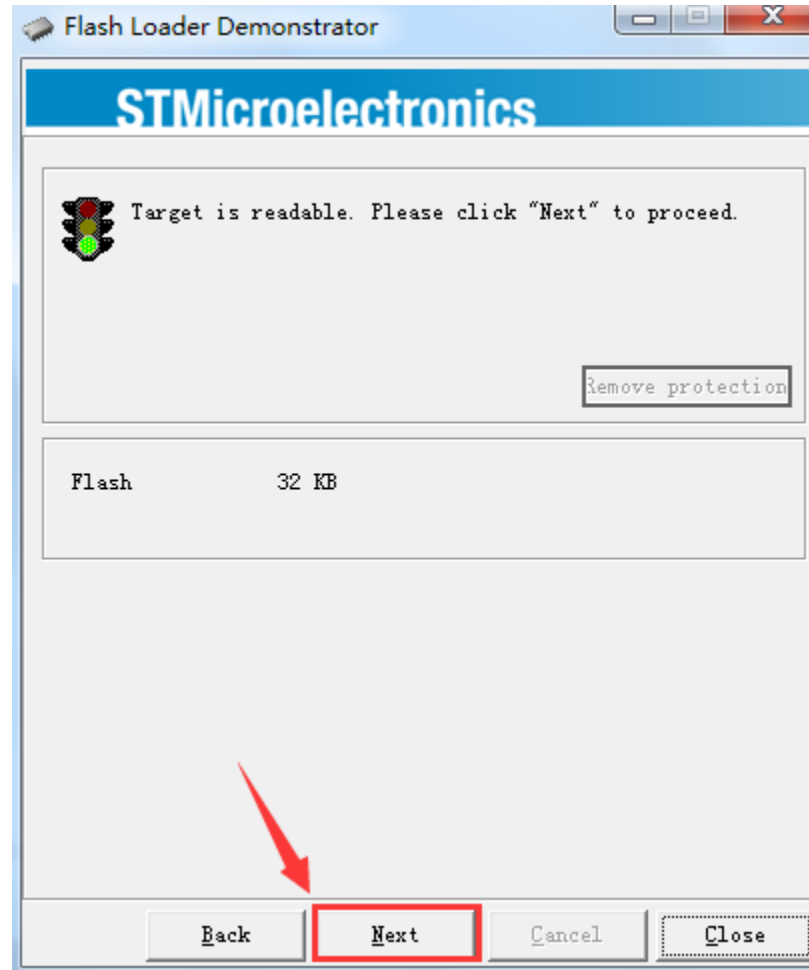 Flash Loader Demonstrator
STMicroelectronics
Target is readable. Please click "Next" to proceed.
Remove protection
Flash 32 KB
Back Next Cancel Close